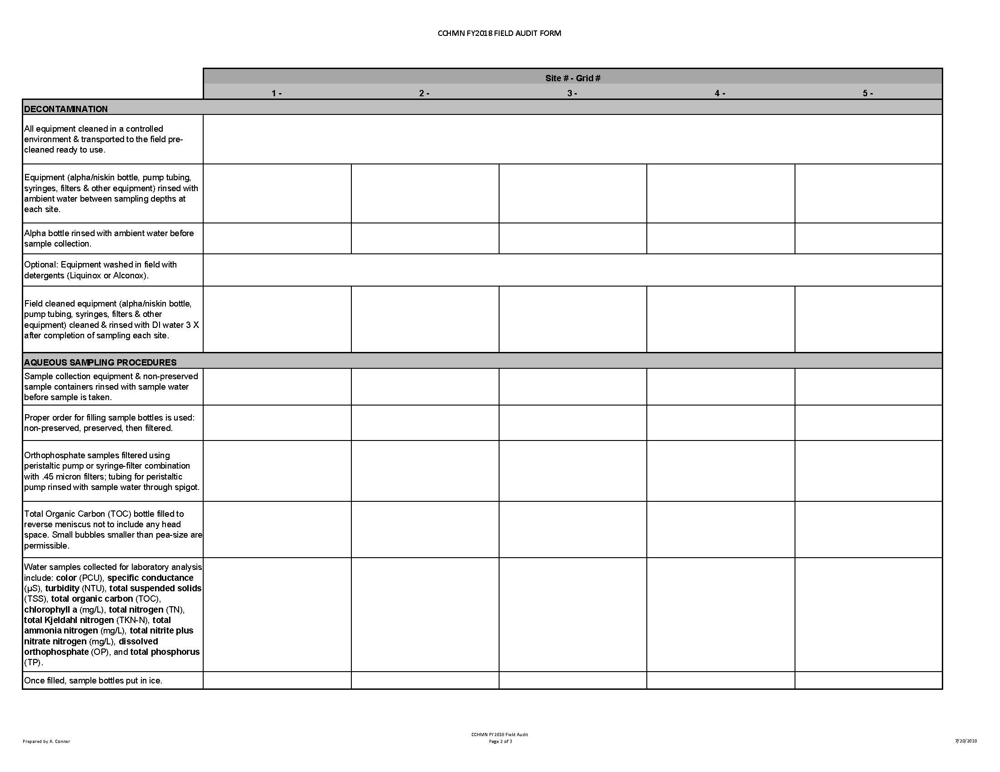 CCHMN FY2018 FIELD AUDIT FORM
Site # - Grid #
1 - 2 - 3 - 4 - 5 -
DECONTAMINATION
All equipment cleaned in a controlled
environment & transported to the field pre-
cleaned ready to use.
Equipment (alpha/niskin bottle, pump tubing,
syringes, filters & other equipment) rinsed with
ambient water between sampling depths at
each site.
Alpha bottle rinsed with ambient water before
sample collection.
Optional: Equipment washed in field with
detergents (Liquinox or Alconox).
Field cleaned equipment (alpha/niskin bottle,
pump tubing, syringes, filters & other
equipment) cleaned & rinsed with DI water 3 X
after completion of sampling each site.
AQUEOUS SAMPLING PROCEDURES
Sample collection equipment & non-preserved
sample containers rinsed with sample water
before sample is taken.
Proper order for filling sample bottles is used:
non-preserved, preserved, then filtered.
Orthophosphate samples filtered using
peristaltic pump or syringe-filter combination
with .45 micron filters; tubing for peristaltic
pump rinsed with sample water through spigot.
Total Organic Carbon (TOC) bottle filled to
reverse meniscus not to include any head
space. Small bubbles smaller than pea-size are
permissible.
Water samples collected for laboratory analysis
include: color (PCU), specific conductance
(µS), turbidity (NTU), total suspended solids
(TSS), total organic carbon (TOC),
chlorophyll a (mg/L), total nitrogen (TN),
total Kjeldahl nitrogen (TKN-N), total
ammonia nitrogen (mg/L), total nitrite plus
nitrate nitrogen (mg/L), dissolved
orthophosphate (OP), and total phosphorus
(TP).
Once filled, sample bottles put in ice.
CCHMN FY2018 Field Audit
Prepared by A. Conner Page 2 of 3 7/20/2018